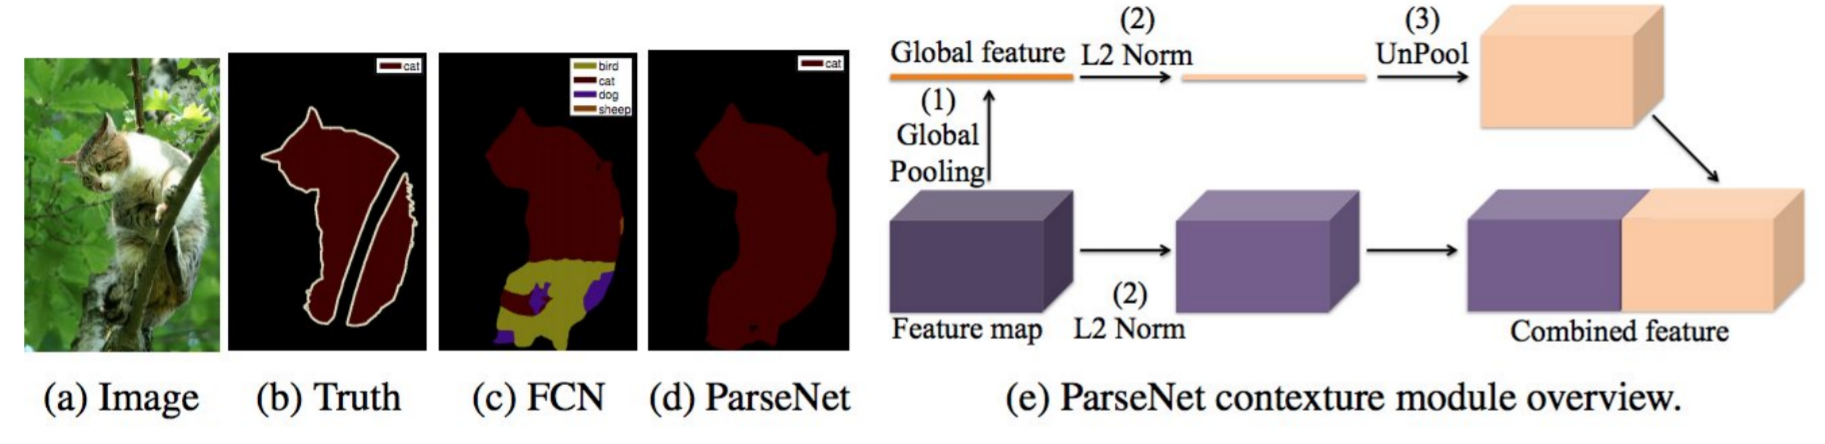 cat
bird
cat
dog
sheep
cat
(a) Image
(b) Truth
(c) FCN
(d) ParseNet
Global feature
(2)
L2 Norm
(3)
UnPool
(1)
Global
Pooling
Feature map
(2)
L2 Norm
Combined feature
(e) ParseNet contexture module overview.